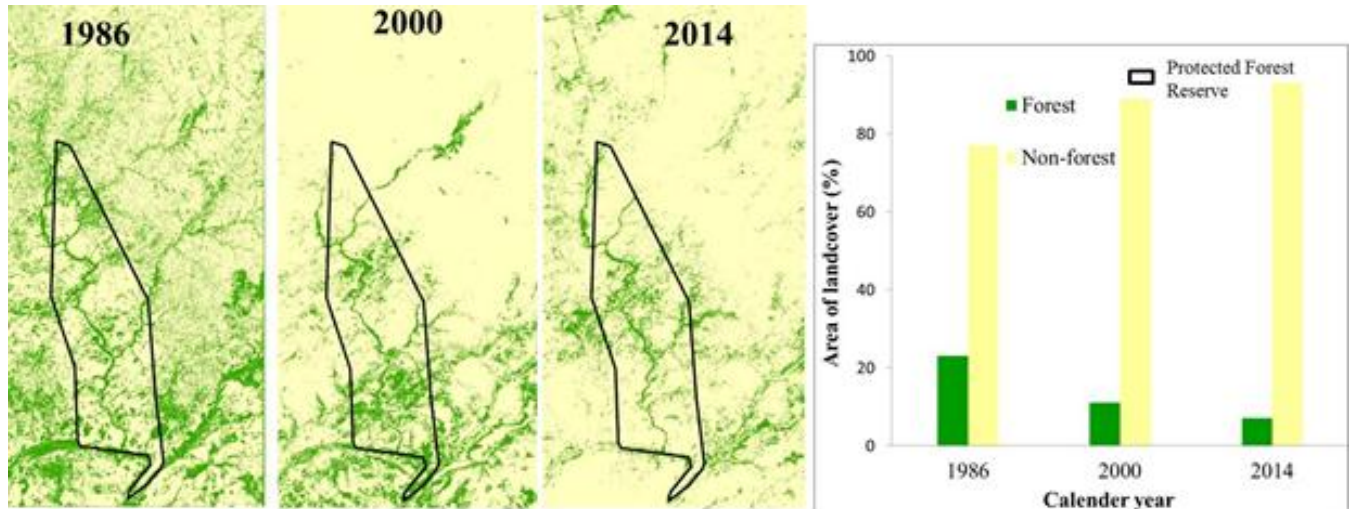 1986
2000
2014
100
80
60
40
20
0
Area of landcover (%)
Protected Forest
Reserve
Forest
Non-forest
1986
2000
2014
Calender year